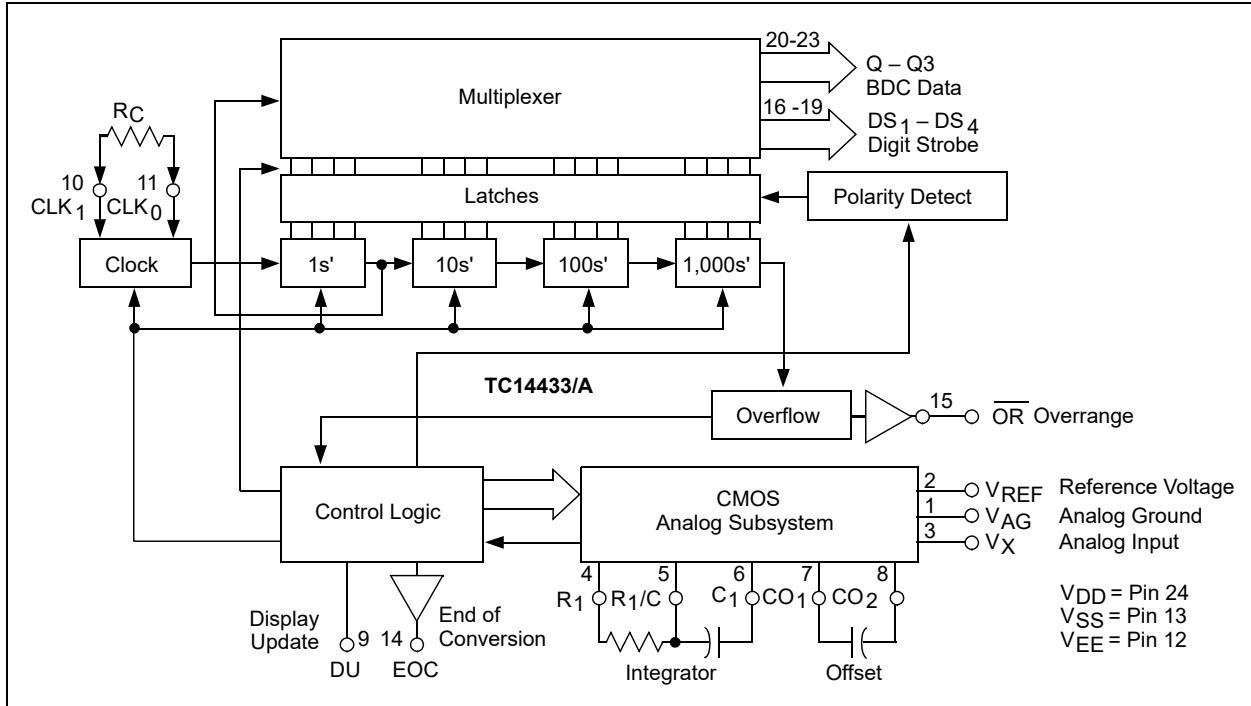 20-23
Q – Q3
BDC Data
Multiplexer
16 -19
DS1 – DS4
Digit Strobe
RC
10
11
CLK1
CLK0
Latches
Polarity Detect
Clock
1s'
10s'
100s'
1,000s'
TC14433/A
Overflow
15
OR Overrange
Control Logic
CMOS
Analog Subsystem
2
VREF Reference Voltage
1
VAG Analog Ground
3
VX Analog Input
4
5
6
7
8
R1
R1/C
C1
CO1
CO2
Display
Update
9
DU
14
EOC
End of
Conversion
Integrator
Offset
VDD = Pin 24
VSS = Pin 13
VEE = Pin 12